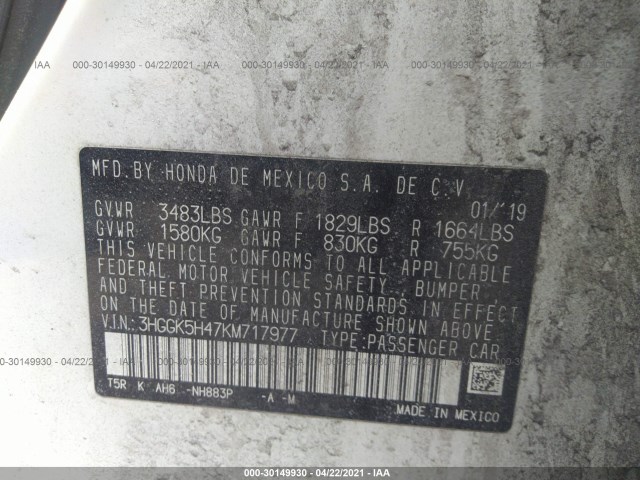 IAA 000-30149930 - 04/22/2021 - IAA 000-30149930 - 04/22/2021 - IAA 000-30149930 - 04/22/2021
MFD. BY HONDA DE MEXICO S.A. DE C.V.
01/'19
GVWR 3483LBS GAWR F 1829LBS R 1664LBS
GVWR 1580KG GAWR F 830KG R 755KG
THIS VEHICLE CONFORMS TO ALL APPLICABLE
FEDERAL MOTOR VEHICLE SAFETY, BUMPER,
AND THEFT PREVENTION STANDARDS IN EFFECT
ON THE DATE OF MANUFACTURE SHOWN ABOVE.
V.I.N.: 3HGGK5H47KM717977 TYPE: PASSENGER CAR
T5R K AH6 -NH883P -A -M
MADE IN MEXICO
000-30149930 - 04/22/2021 - IAA